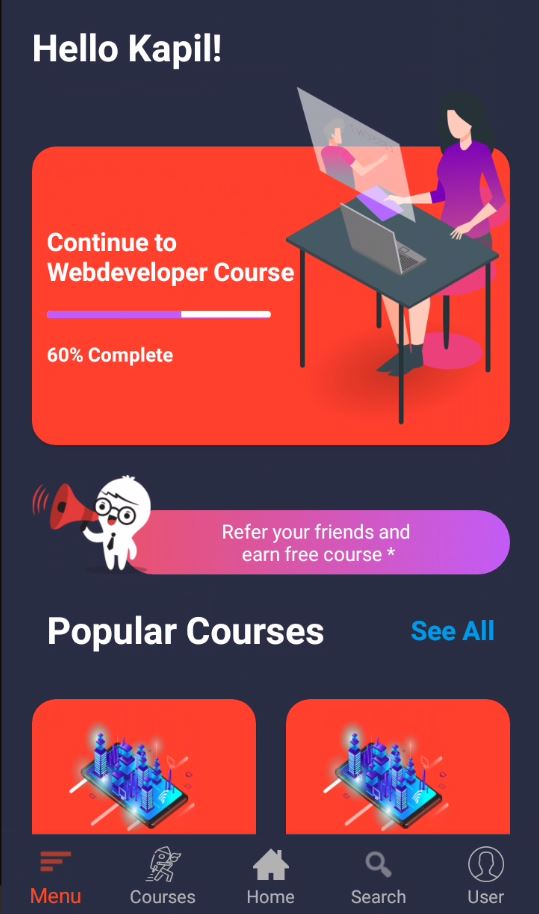 Hello Kapil!
Continue to
Webdeveloper Course
60% Complete
Refer your friends and
earn free course *
Popular Courses
See All
Menu
Courses
Home
Search
User